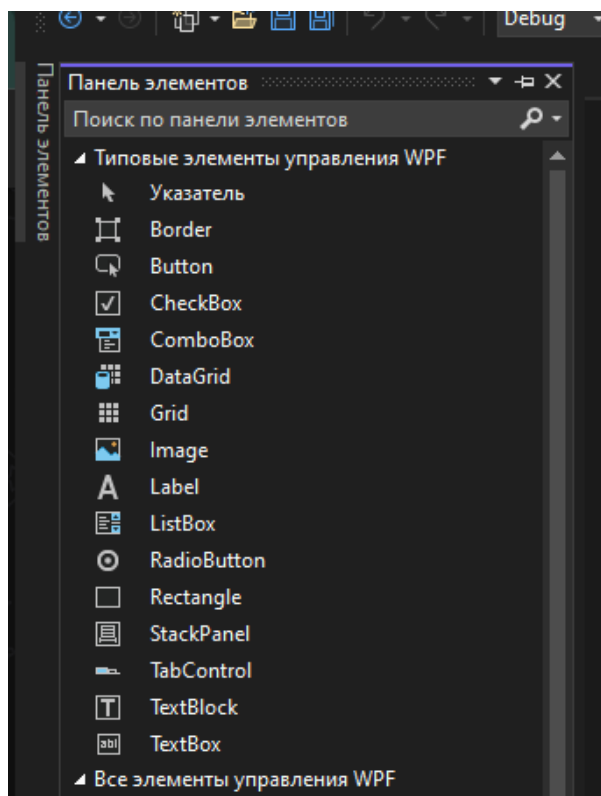 Debug
Панель элементов
Панель элементов
Поиск по панели элементов
Типовые элементы управления WPF
Указатель
Border
Button
CheckBox
ComboBox
DataGrid
Grid
Image
A Label
ListBox
RadioButton
Rectangle
StackPanel
TabControl
T TextBlock
abl TextBox
Все элементы управления WPF